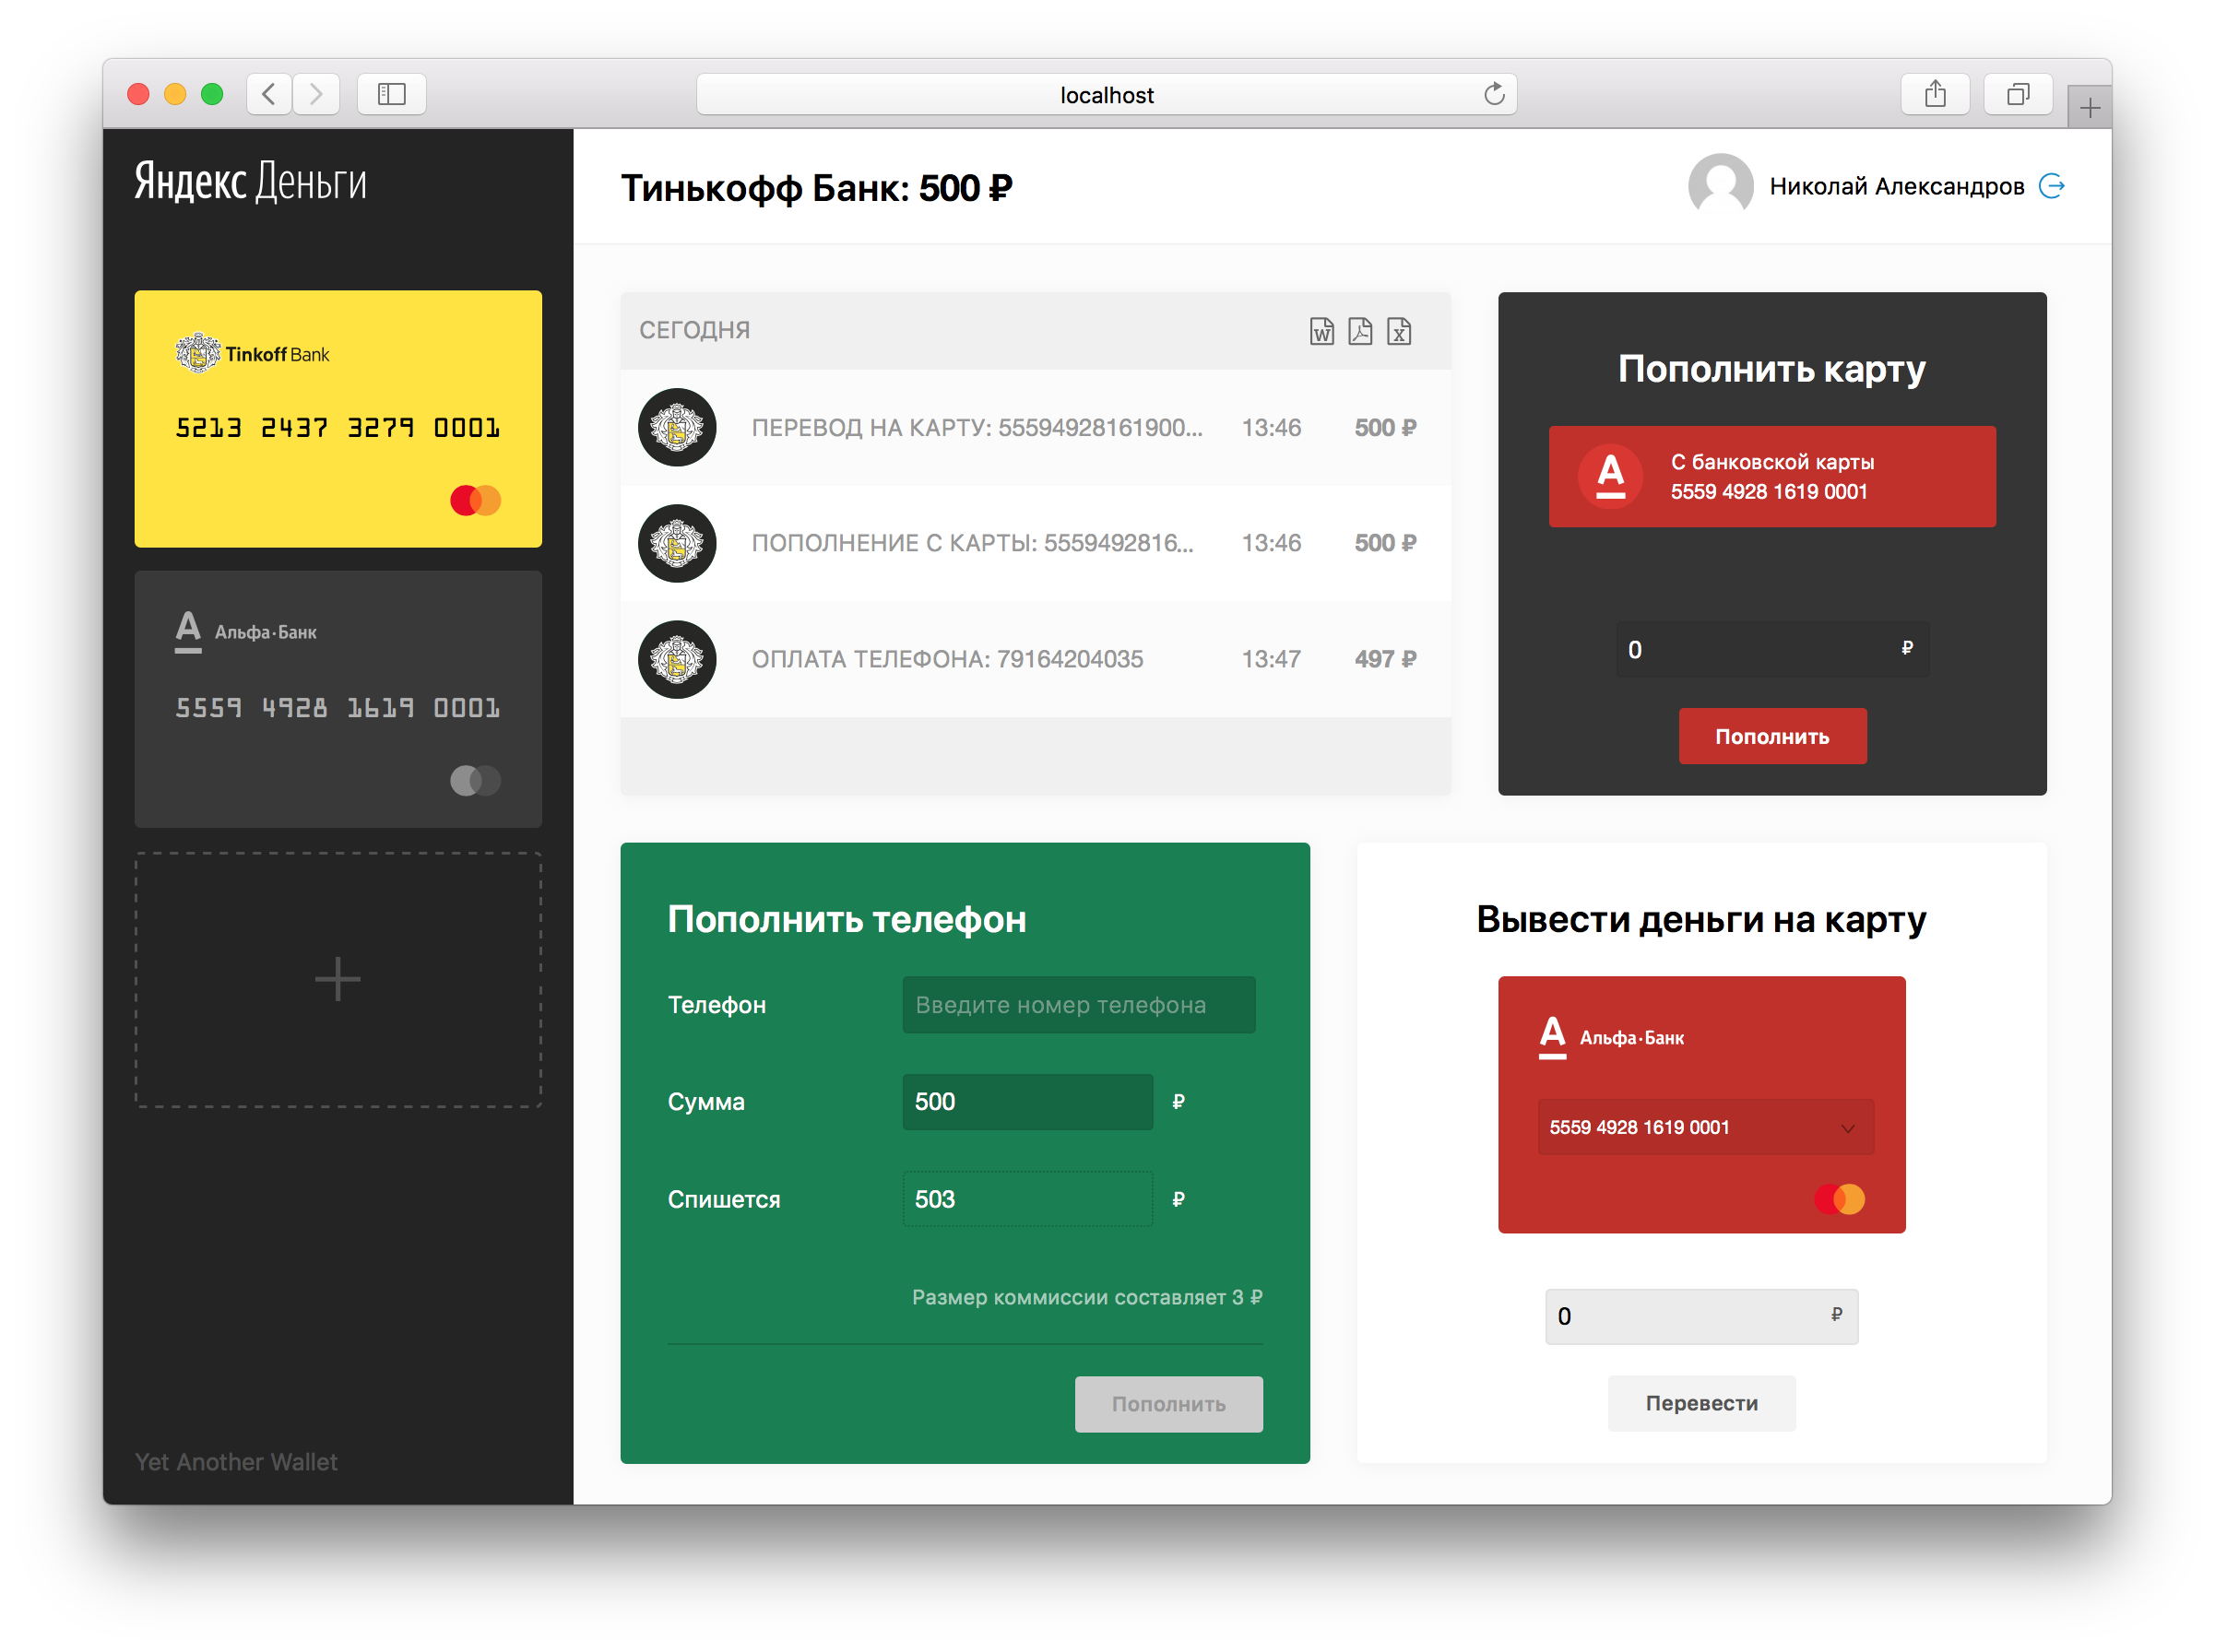 localhost
Яндекс Деньги
Тинькофф Банк: 500 ₽
Николай Александров
Tinkoff Bank
5213 2437 3279 0001
Альфа·Банк
5559 4928 1619 0001
Yet Another Wallet
СЕГОДНЯ
ПЕРЕВОД НА КАРТУ: 55594928161900... 13:46 500 ₽
ПОПОЛНЕНИЕ С КАРТЫ: 5559492816... 13:46 500 ₽
ОПЛАТА ТЕЛЕФОНА: 79164204035 13:47 497 ₽
Пополнить карту
С банковской карты
5559 4928 1619 0001
0 ₽
Пополнить
Пополнить телефон
Телефон Введите номер телефона
Сумма 500 ₽
Спишется 503 ₽
Размер коммиссии составляет 3 ₽
Пополнить
Вывести деньги на карту
Альфа·Банк
5559 4928 1619 0001
0 ₽
Перевести